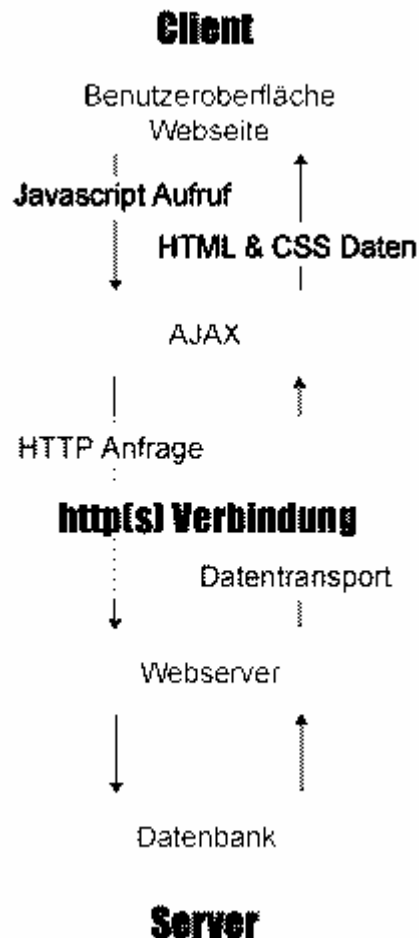 Client
Benutzeroberfläche
Webseite
Javascript Aufruf
HTML & CSS Daten
AJAX
HTTP Anfrage
http(s) Verbindung
Datentransport
Webserver
Datenbank
Server